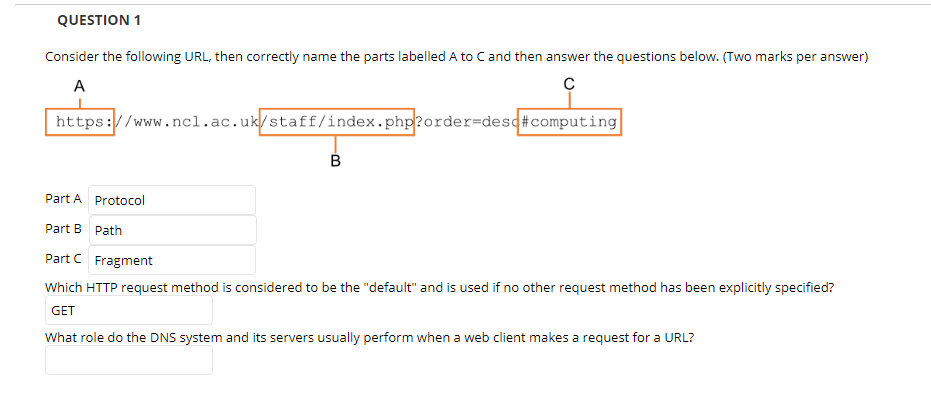 QUESTION 1
Consider the following URL, then correctly name the parts labelled A to C and then answer the questions below. (Two marks per answer)
A
C
https://www.ncl.ac.uk/staff/index.php?order=desc#computing
B
Part A Protocol
Part B Path
Part C Fragment
Which HTTP request method is considered to be the "default" and is used if no other request method has been explicitly specified?
GET
What role do the DNS system and its servers usually perform when a web client makes a request for a URL?